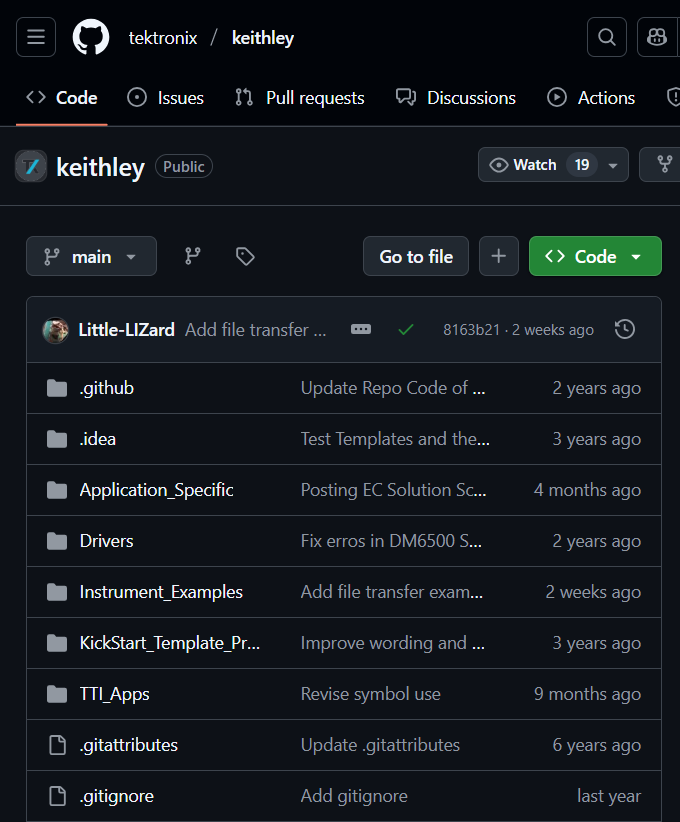 tektronix / keithley
Code Issues Pull requests Discussions Actions
keithley Public Watch 19
main Go to file Code
Little-LIZard Add file transfer ... 8163b21 · 2 weeks ago
.github Update Repo Code of ... 2 years ago
.idea Test Templates and the... 3 years ago
Application_Specific Posting EC Solution Sc... 4 months ago
Drivers Fix erros in DM6500 S... 2 years ago
Instrument_Examples Add file transfer exam... 2 weeks ago
KickStart_Template_Pr... Improve wording and ... 3 years ago
TTI_Apps Revise symbol use 9 months ago
.gitattributes Update .gitattributes 6 years ago
.gitignore Add gitignore last year